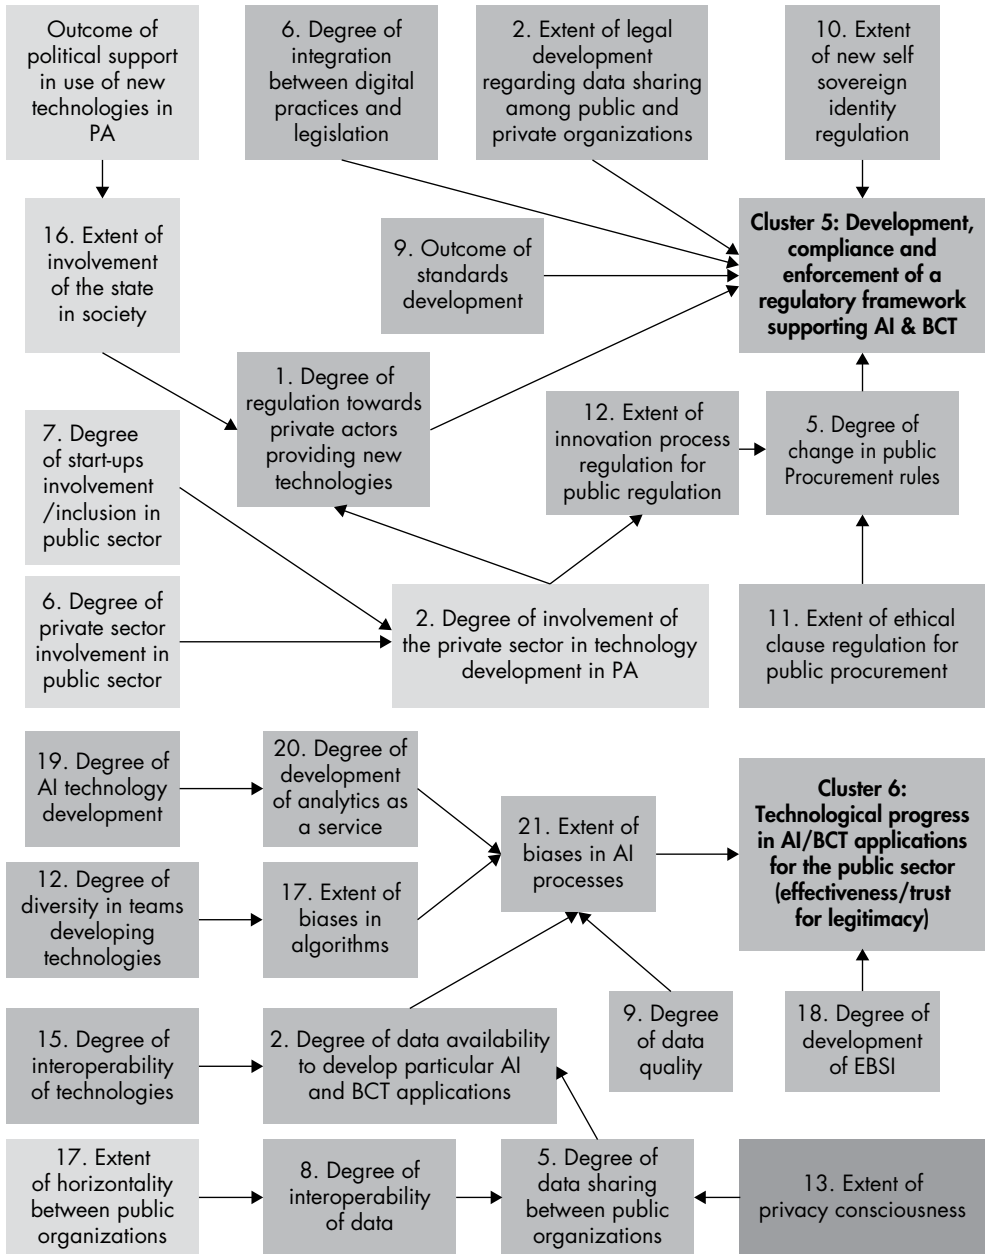 Outcome of
political support
in use of new
technologies in
PA
6. Degree of
integration
between digital
practices and
legislation
2. Extent of legal
development
regarding data sharing
among public and
private organizations
10. Extent
of new self
sovereign
identity
regulation
16. Extent of
involvement
of the state
in society
9. Outcome of
standards
development
Cluster 5: Development,
compliance and
enforcement of a
regulatory framework
supporting AI & BCT
1. Degree of
regulation towards
private actors
providing new
technologies
7. Degree
of start-ups
involvement
/inclusion in
public sector
12. Extent of
innovation process
regulation for
public regulation
5. Degree of
change in public
Procurement rules
6. Degree of
private sector
involvement in
public sector
2. Degree of involvement of
the private sector in technology
development in PA
11. Extent of ethical
clause regulation for
public procurement
19. Degree of
AI technology
development
20. Degree of
development
of analytics as
a service
21. Extent of
biases in AI
processes
Cluster 6:
Technological progress
in AI/BCT applications
for the public sector
(effectiveness/trust
for legitimacy)
12. Degree of
diversity in teams
developing
technologies
17. Extent of
biases in
algorithms
15. Degree of
interoperability
of technologies
2. Degree of data availability
to develop particular AI
and BCT applications
9. Degree
of data
quality
18. Degree of
development
of EBSI
17. Extent
of horizontality
between public
organizations
8. Degree of
interoperability
of data
5. Degree of
data sharing
between public
organizations
13. Extent of
privacy consciousness